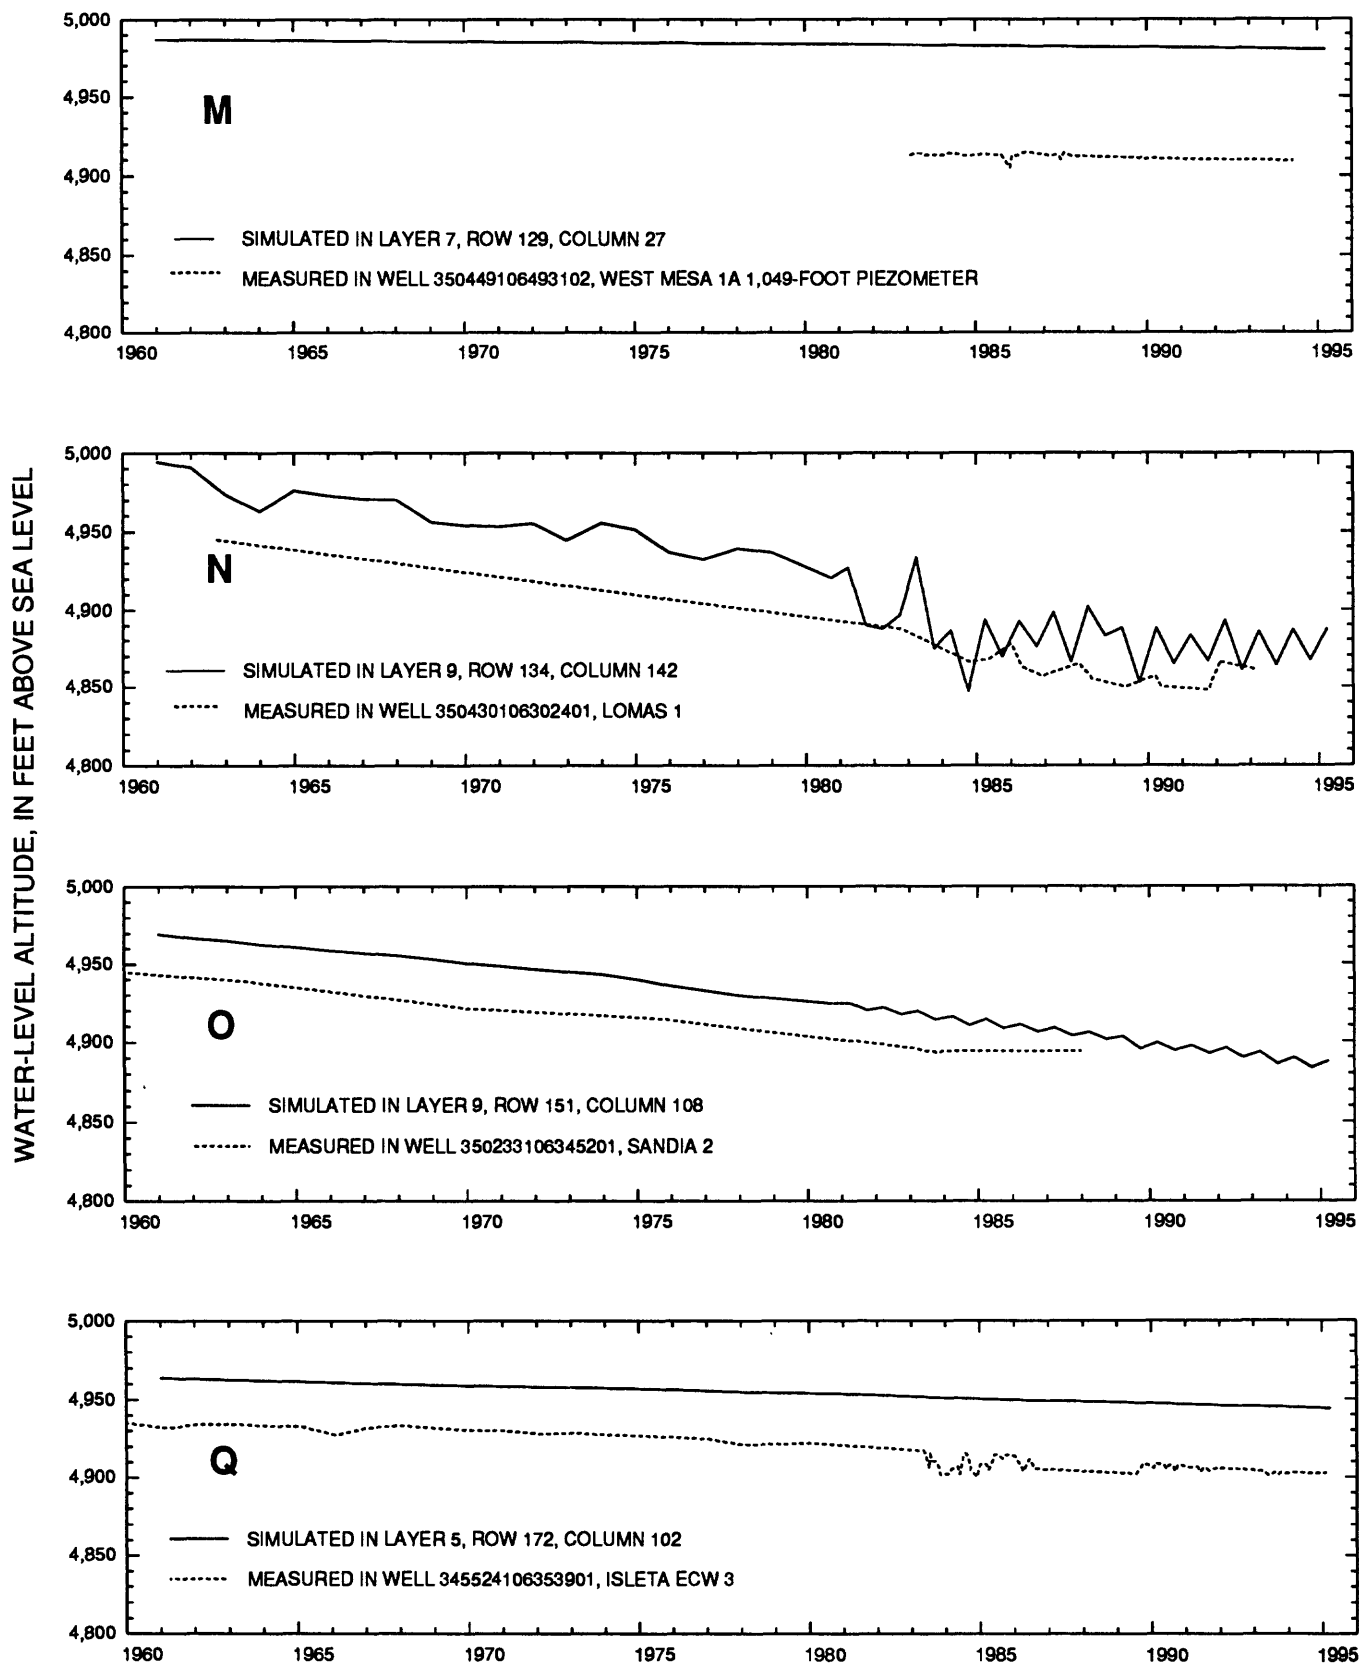 WATER-LEVEL ALTITUDE, IN FEET ABOVE SEA LEVEL
5,000
4,950
4,900
4,850
4,800
M
SIMULATED IN LAYER 7, ROW 129, COLUMN 27
MEASURED IN WELL 350449106493102, WEST MESA 1A 1,049-FOOT PIEZOMETER
1960 1965 1970 1975 1980 1985 1990 1995
5,000
4,950
4,900
4,850
4,800
N
SIMULATED IN LAYER 9, ROW 134, COLUMN 142
MEASURED IN WELL 350430106302401, LOMAS 1
1960 1965 1970 1975 1980 1985 1990 1995
5,000
4,950
4,900
4,850
4,800
O
SIMULATED IN LAYER 9, ROW 151, COLUMN 108
MEASURED IN WELL 350233106345201, SANDIA 2
1960 1965 1970 1975 1980 1985 1990 1995
5,000
4,950
4,900
4,850
4,800
Q
SIMULATED IN LAYER 5, ROW 172, COLUMN 102
MEASURED IN WELL 345524106353901, ISLETA ECW 3
1960 1965 1970 1975 1980 1985 1990 1995